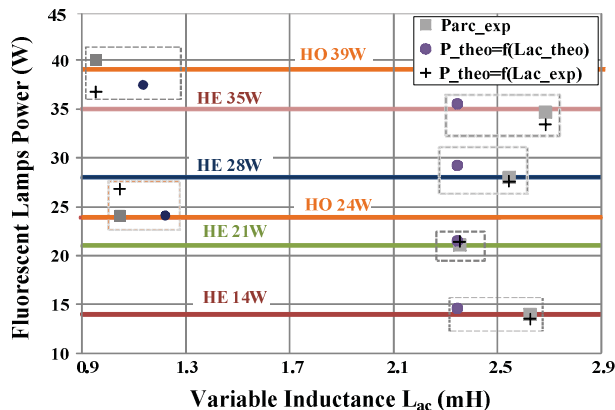 Fluorescent Lamps Power (W)
45
40
35
30
25
20
15
10
Parc_exp
P_theo=f(Lac_theo)
P_theo=f(Lac_exp)
HO 39W
HE 35W
HE 28W
HO 24W
HE 21W
HE 14W
0.9 1.3 1.7 2.1 2.5 2.9
Variable Inductance Lac (mH)